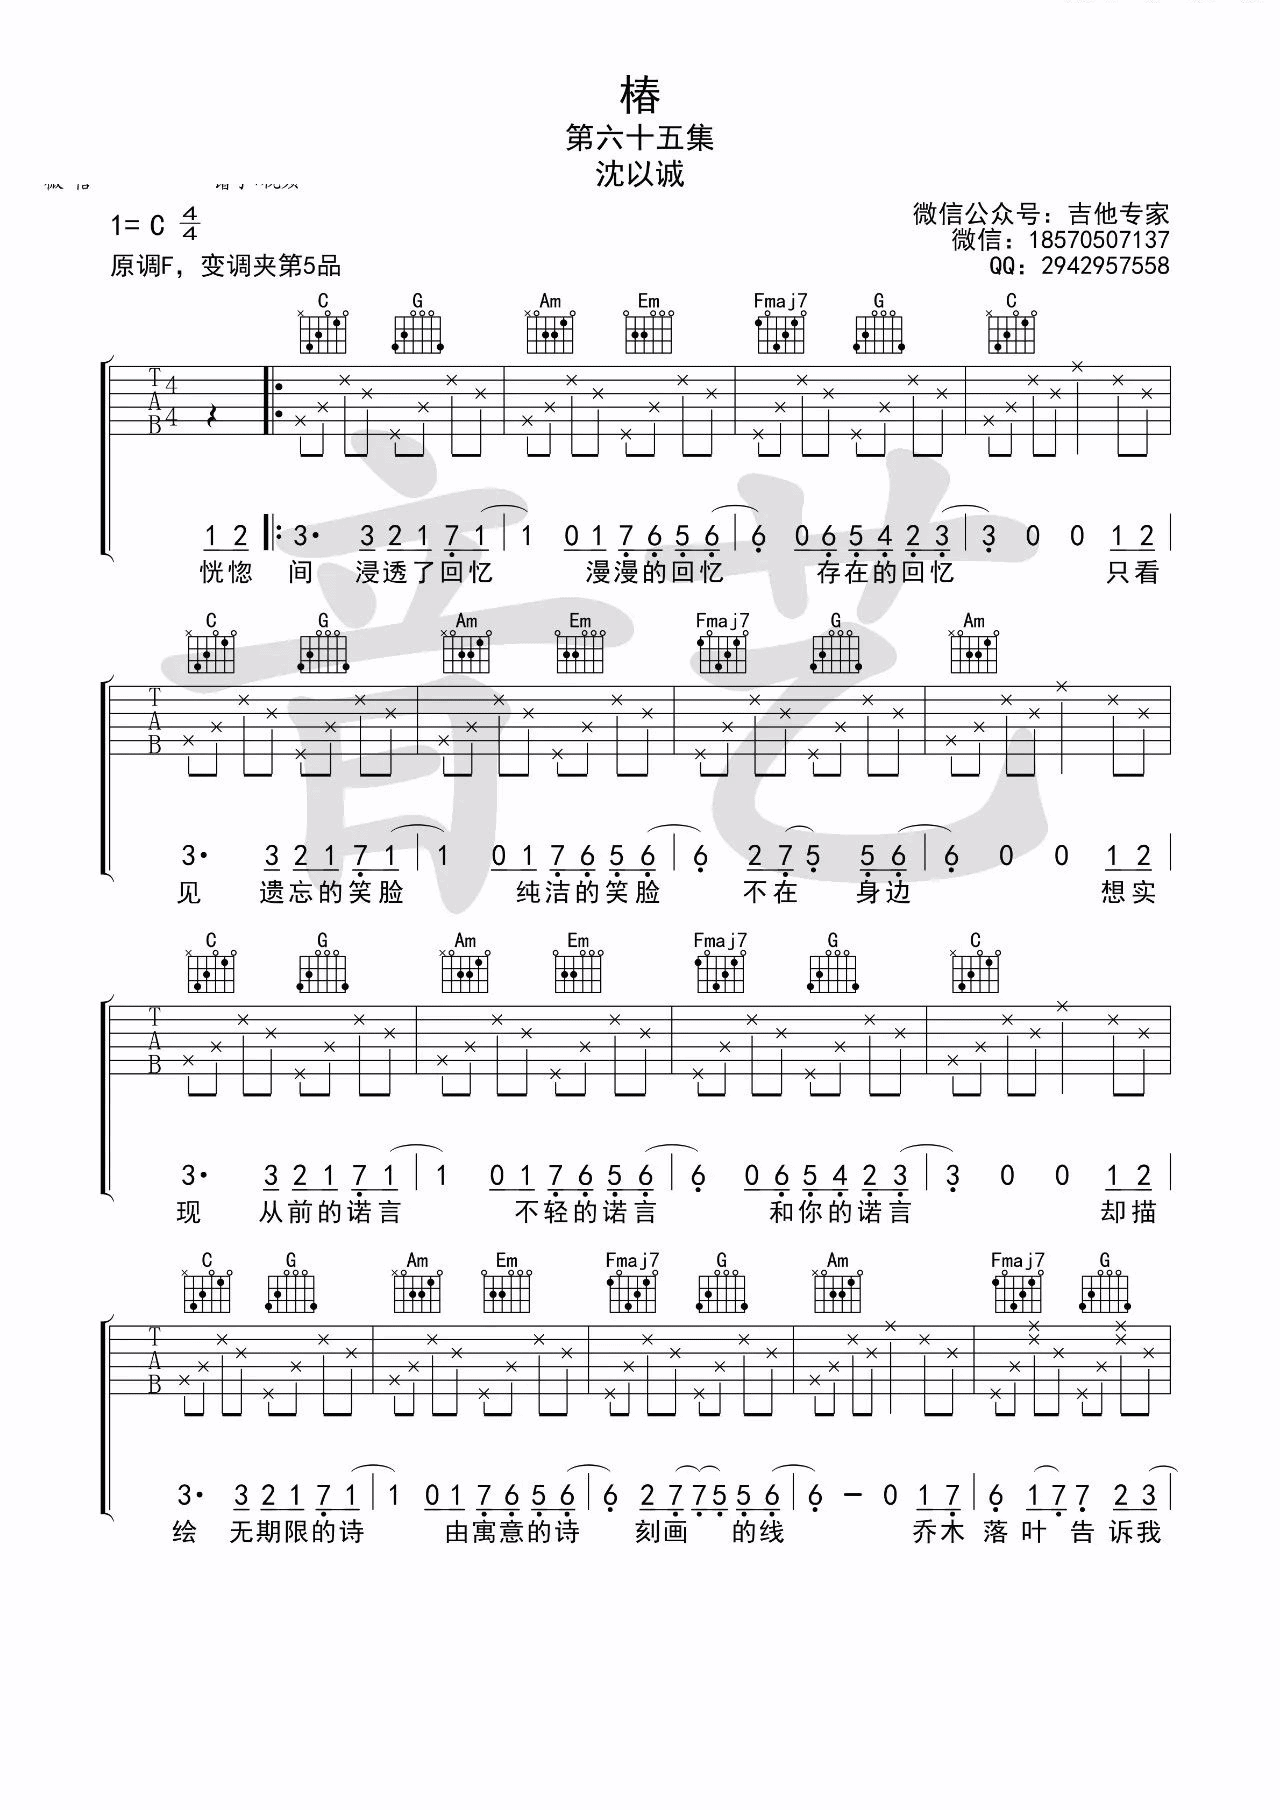 椿
第六十五集
沈以诚
1= C 4/4
微信公众号：吉他专家
微信：18570507137
原调F，变调夹第5品
QQ：2942957558
C G Am Em Fmaj7 G C
T A B 4/4
1 2 3· 3 2 1 7 1 1 0 1 7 6 5 6 6 0 6 5 4 2 3 3 0 0 1 2
恍惚 间 浸透了回忆 漫漫的回忆 存在的回忆 只看
C G Am Em Fmaj7 G Am
T A B
3· 3 2 1 7 1 1 0 1 7 6 5 6 6 2 7 5 5 6 6 0 0 1 2
见 遗忘的笑脸 纯洁的笑脸 不在 身边 想实
C G Am Em Fmaj7 G C
T A B
3· 3 2 1 7 1 1 0 1 7 6 5 6 6 0 6 5 4 2 3 3 0 0 1 2
现 从前的诺言 不轻的诺言 和你的诺言 却描
C G Am Em Fmaj7 G Am Fmaj7 G
T A B
3· 3 2 1 7 1 1 0 1 7 6 5 6 6 2 7 7 5 5 6 6 – 0 1 7 6 1 7 7 2 3
绘 无期限的诗 由寓意的诗 刻画 的线 乔木 落 叶 告 诉我
音艺